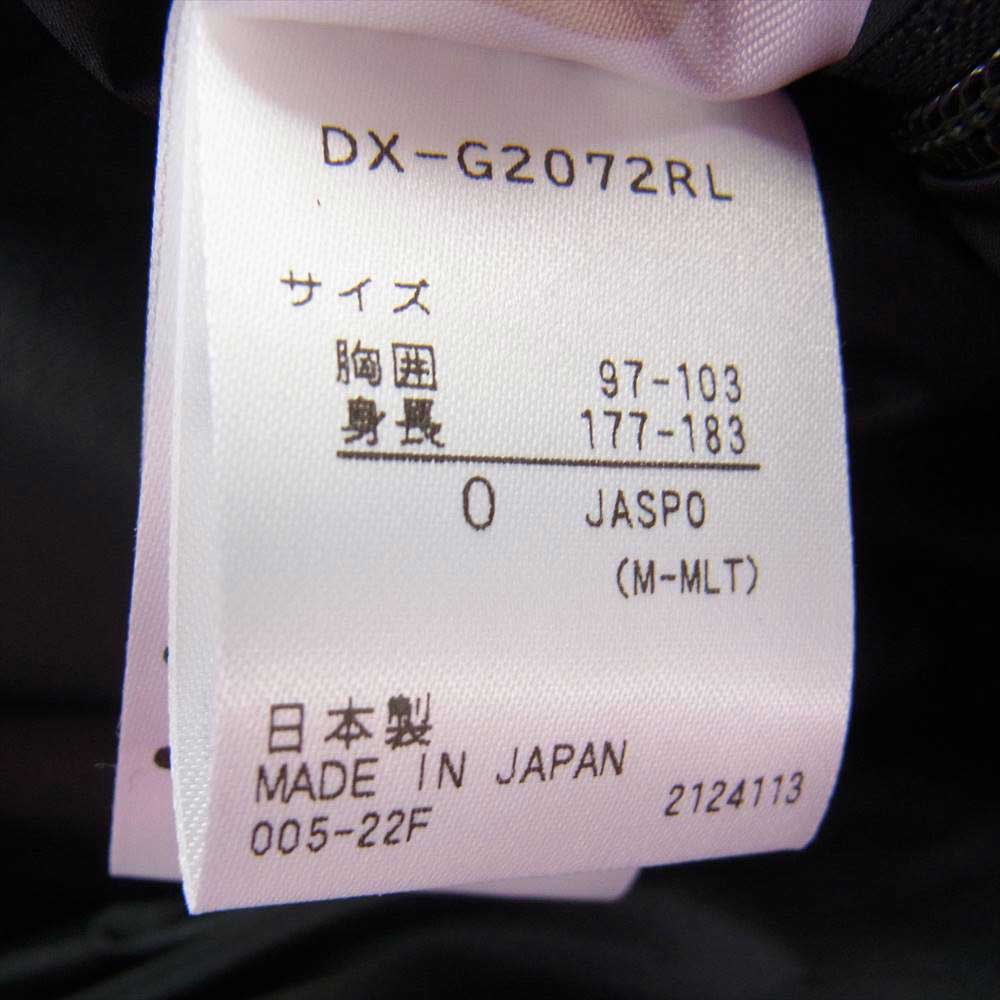 DX-G2072RL
サイズ
胸囲 97-103
身長 177-183
O JASPO
(M-MLT)
日本製
MADE IN JAPAN
005-22F 2124113